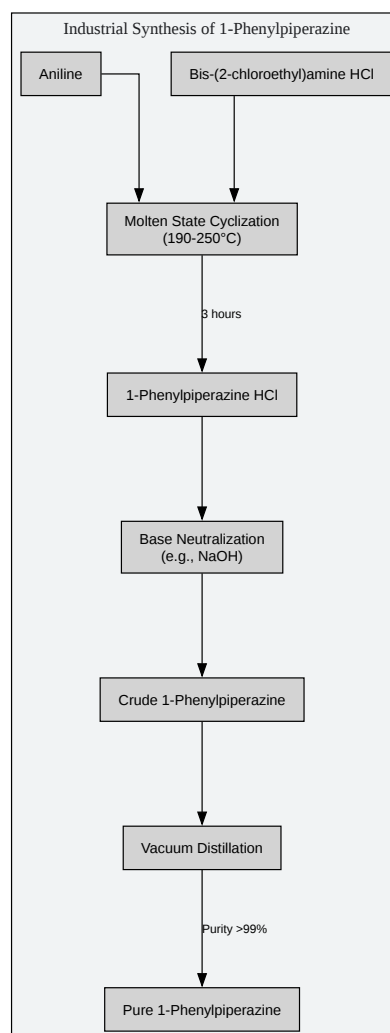 Industrial Synthesis of 1-Phenylpiperazine
Aniline
Bis-(2-chloroethyl)amine HCl
Molten State Cyclization
(190-250°C)
3 hours
1-Phenylpiperazine HCl
Base Neutralization
(e.g., NaOH)
Crude 1-Phenylpiperazine
Vacuum Distillation
Purity >99%
Pure 1-Phenylpiperazine